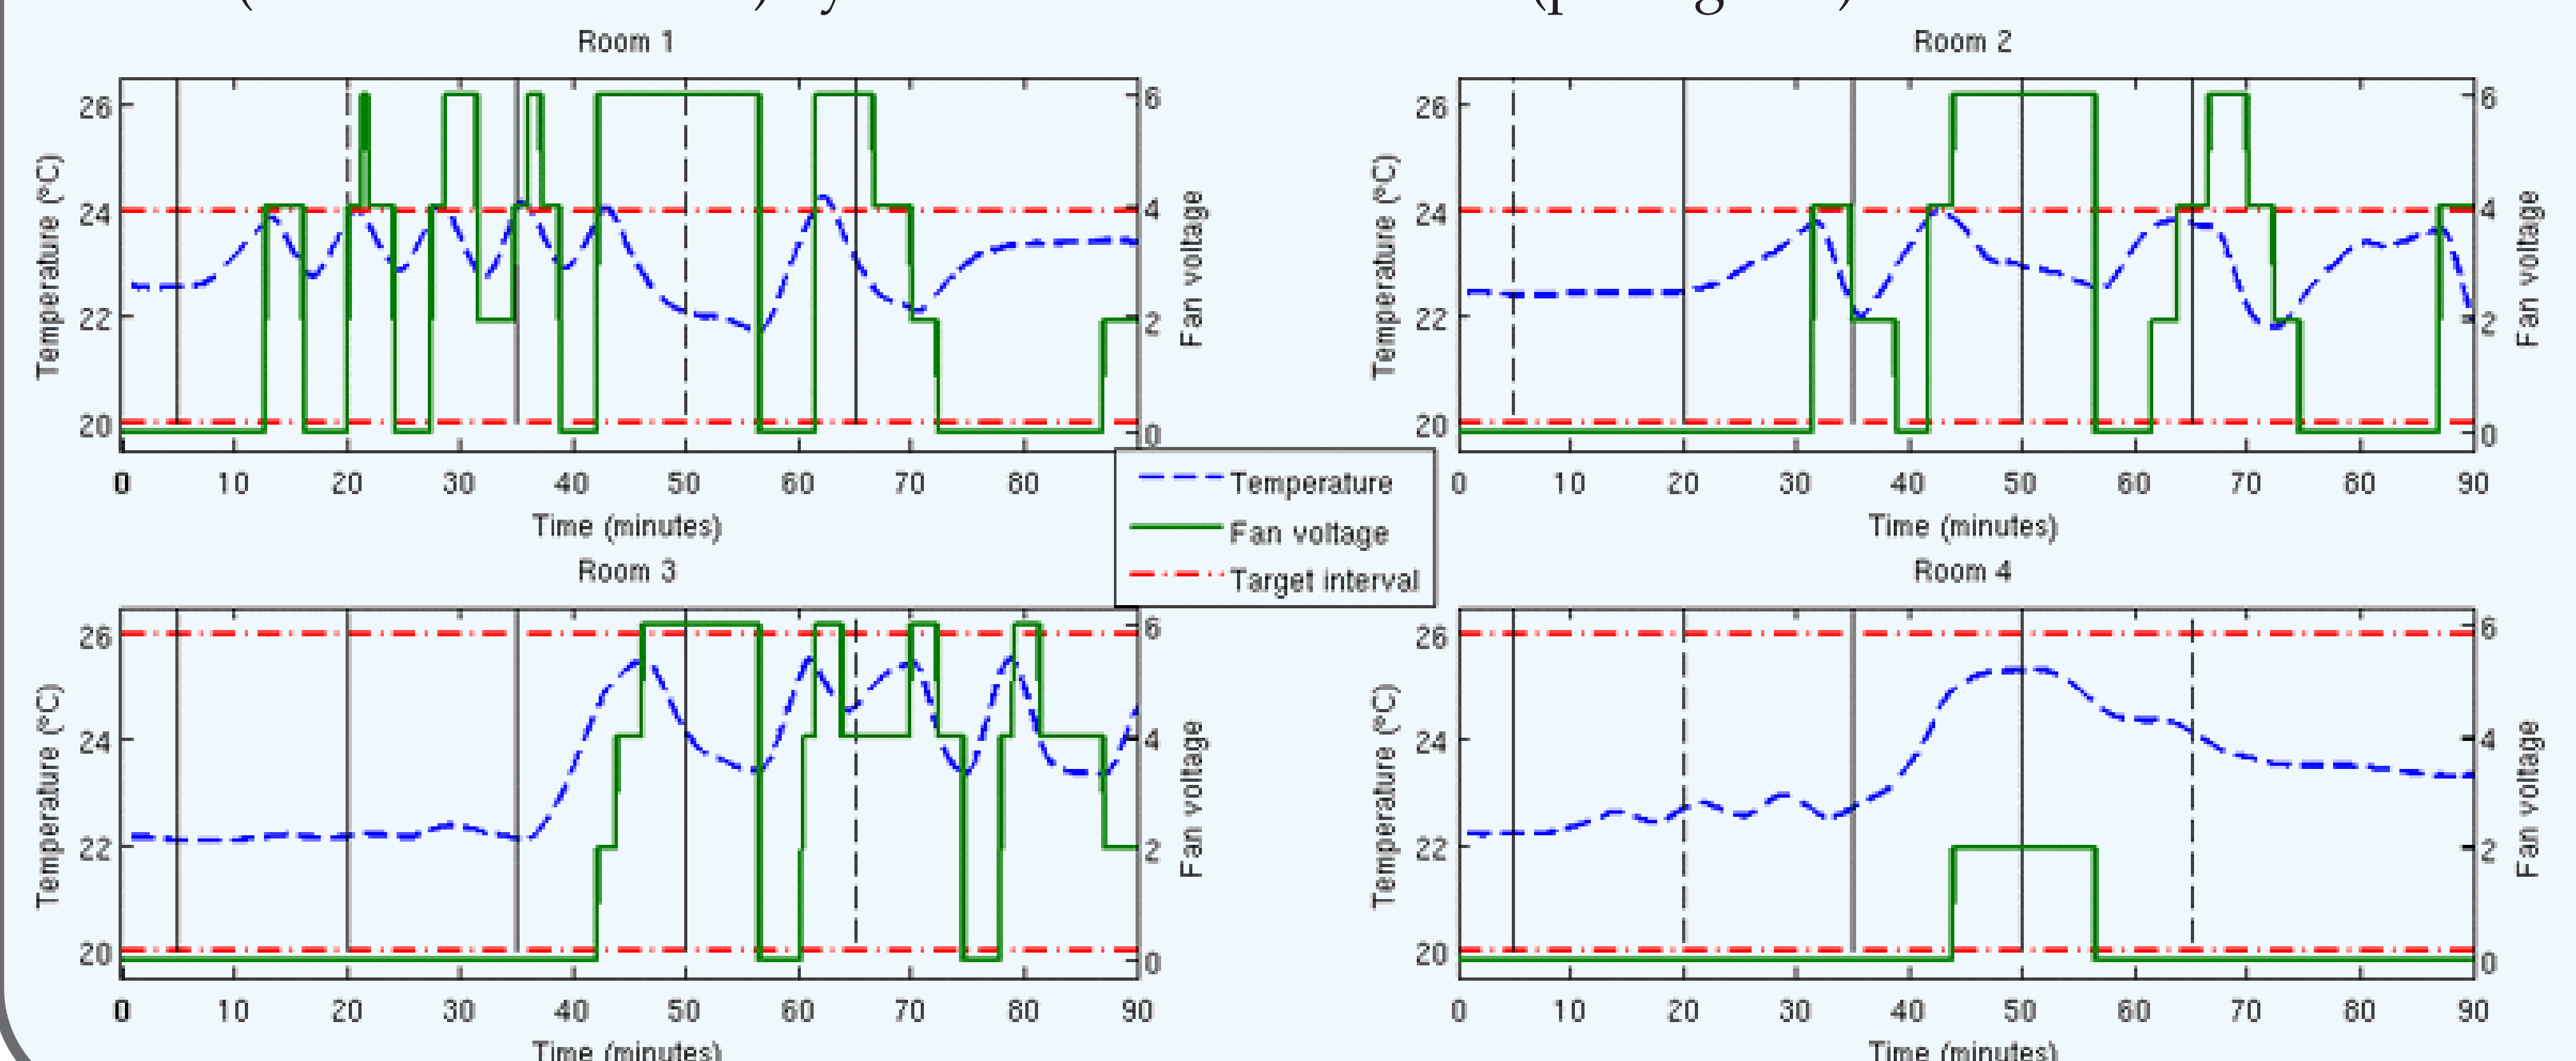 Room 1
26
24
22
20
6
4
2
0
Temperature (°C)
Fan voltage
0 10 20 30 40 50 60 70 80
Time (minutes)
Room 2
26
24
22
20
6
4
2
0
Temperature (°C)
Fan voltage
0 10 20 30 40 50 60 70 80 90
Time (minutes)
Temperature
Fan voltage
Target interval
Room 3
26
24
22
20
6
4
2
0
Temperature (°C)
Fan voltage
0 10 20 30 40 50 60 70 80 90
Time (minutes)
Room 4
26
24
22
20
6
4
2
0
Temperature (°C)
Fan voltage
0 10 20 30 40 50 60 70 80 90
Time (minutes)